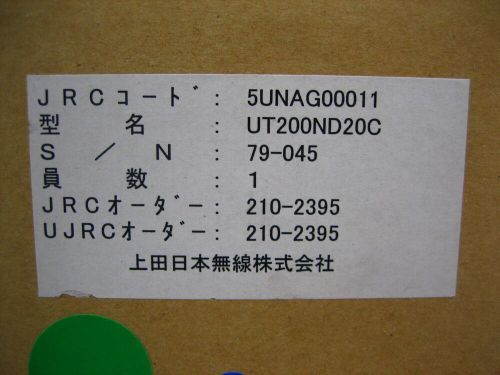 JRCコード: 5UNAG00011
型名: UT200ND20C
S/N: 79-045
員数: 1
JRCオーダー: 210-2395
UJRCオーダー: 210-2395
上田日本無線株式会社